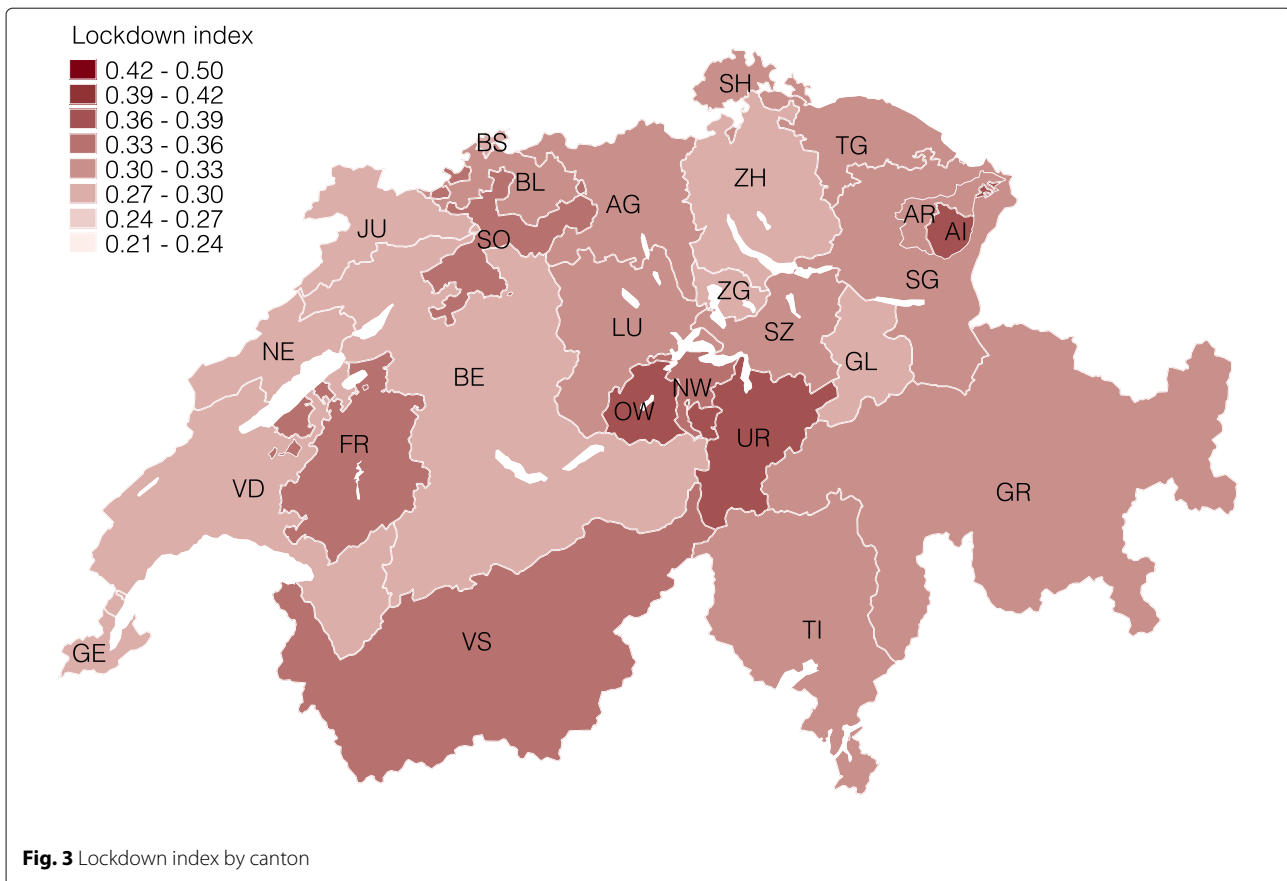 Lockdown index
0.42 - 0.50
0.39 - 0.42
0.36 - 0.39
0.33 - 0.36
0.30 - 0.33
0.27 - 0.30
0.24 - 0.27
0.21 - 0.24
SH
BS
TG
BL
ZH
AG
AR
JU
AI
SO
SG
ZG
LU
SZ
NE
GL
BE
NW
OW
UR
FR
VD
GR
TI
VS
GE
Fig. 3 Lockdown index by canton